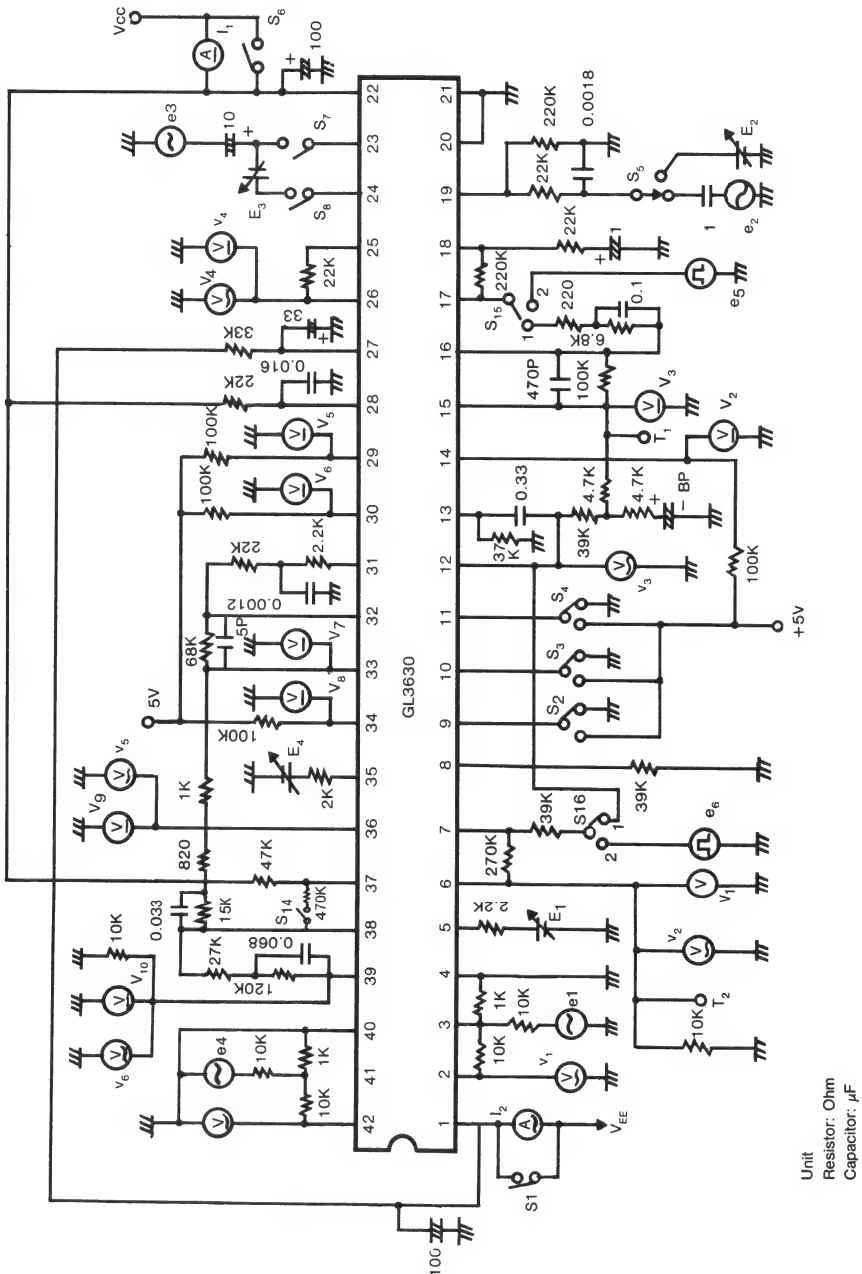 Vcc
I₁
S₆
A
+
100
e3
10
+
S₇
E₃
S₈
V₄
v₄
V
V
22K
33K
33
+
0.016
22K
100K
V₅
V
100K
V₆
V
22K
2.2K
0.0012
68K
5P
V₇
V
V₈
V
5V
100K
E₄
2K
1K
v₅
V₉
V
V
820
47K
0.033
15K
S₁₄
470K
27K
0.068
120K
10K
V₁₀
V
v₆
V
e4
10K
1K
10K
V
42 41 40 39 38 37 36 35 34 33 32 31 30 29 28 27 26 25 24 23 22
GL3630
1 2 3 4 5 6 7 8 9 10 11 12 13 14 15 16 17 18 19 20 21
100
S1
I₂
A
V_EE
v₁
V
10K
1K
10K
e1
2.2K
E₁
10K
T₂
v₂
V
V₁
V
270K
39K
S16
1
2
e₆
39K
S2
S₃
S₄
+5V
100K
v₃
V
37
K
0.33
39K
4.7K
4.7K
+
−
BP
T₁
V₂
V
V₃
V
470P
100K
6.8K
0.1
220
S₁₅
1
2
e₅
220K
22K
+
1
22K
220K
0.0018
S₅
1
e₂
E₂
Unit
Resistor: Ohm
Capacitor: μF